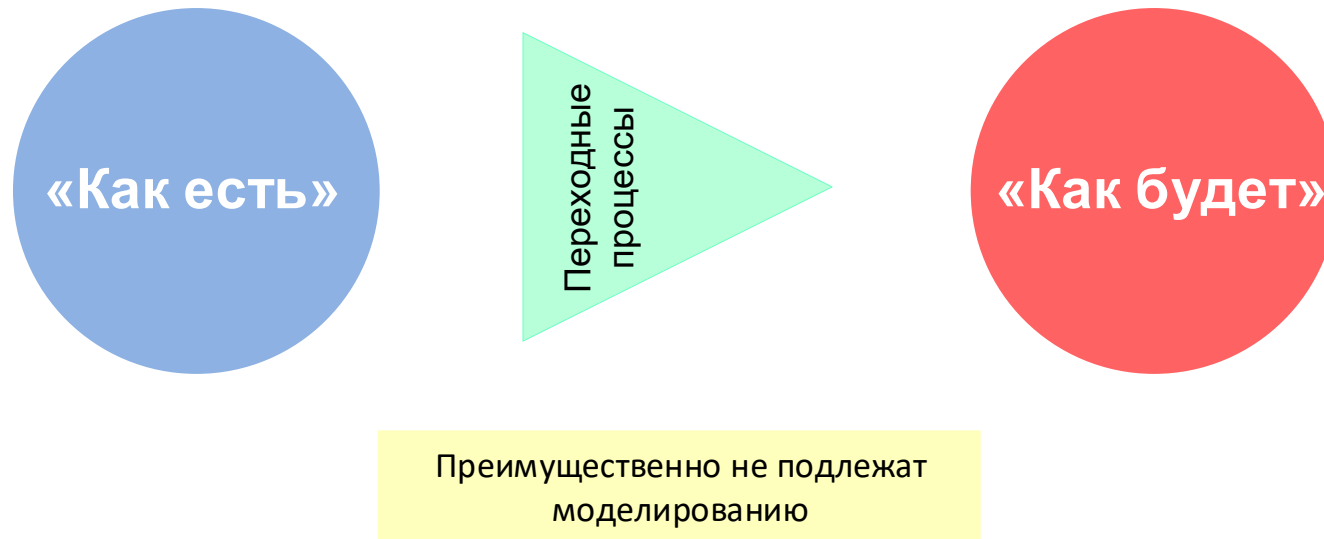 «Как есть»
Переходные
процессы
«Как будет»
Преимущественно не подлежат
моделированию